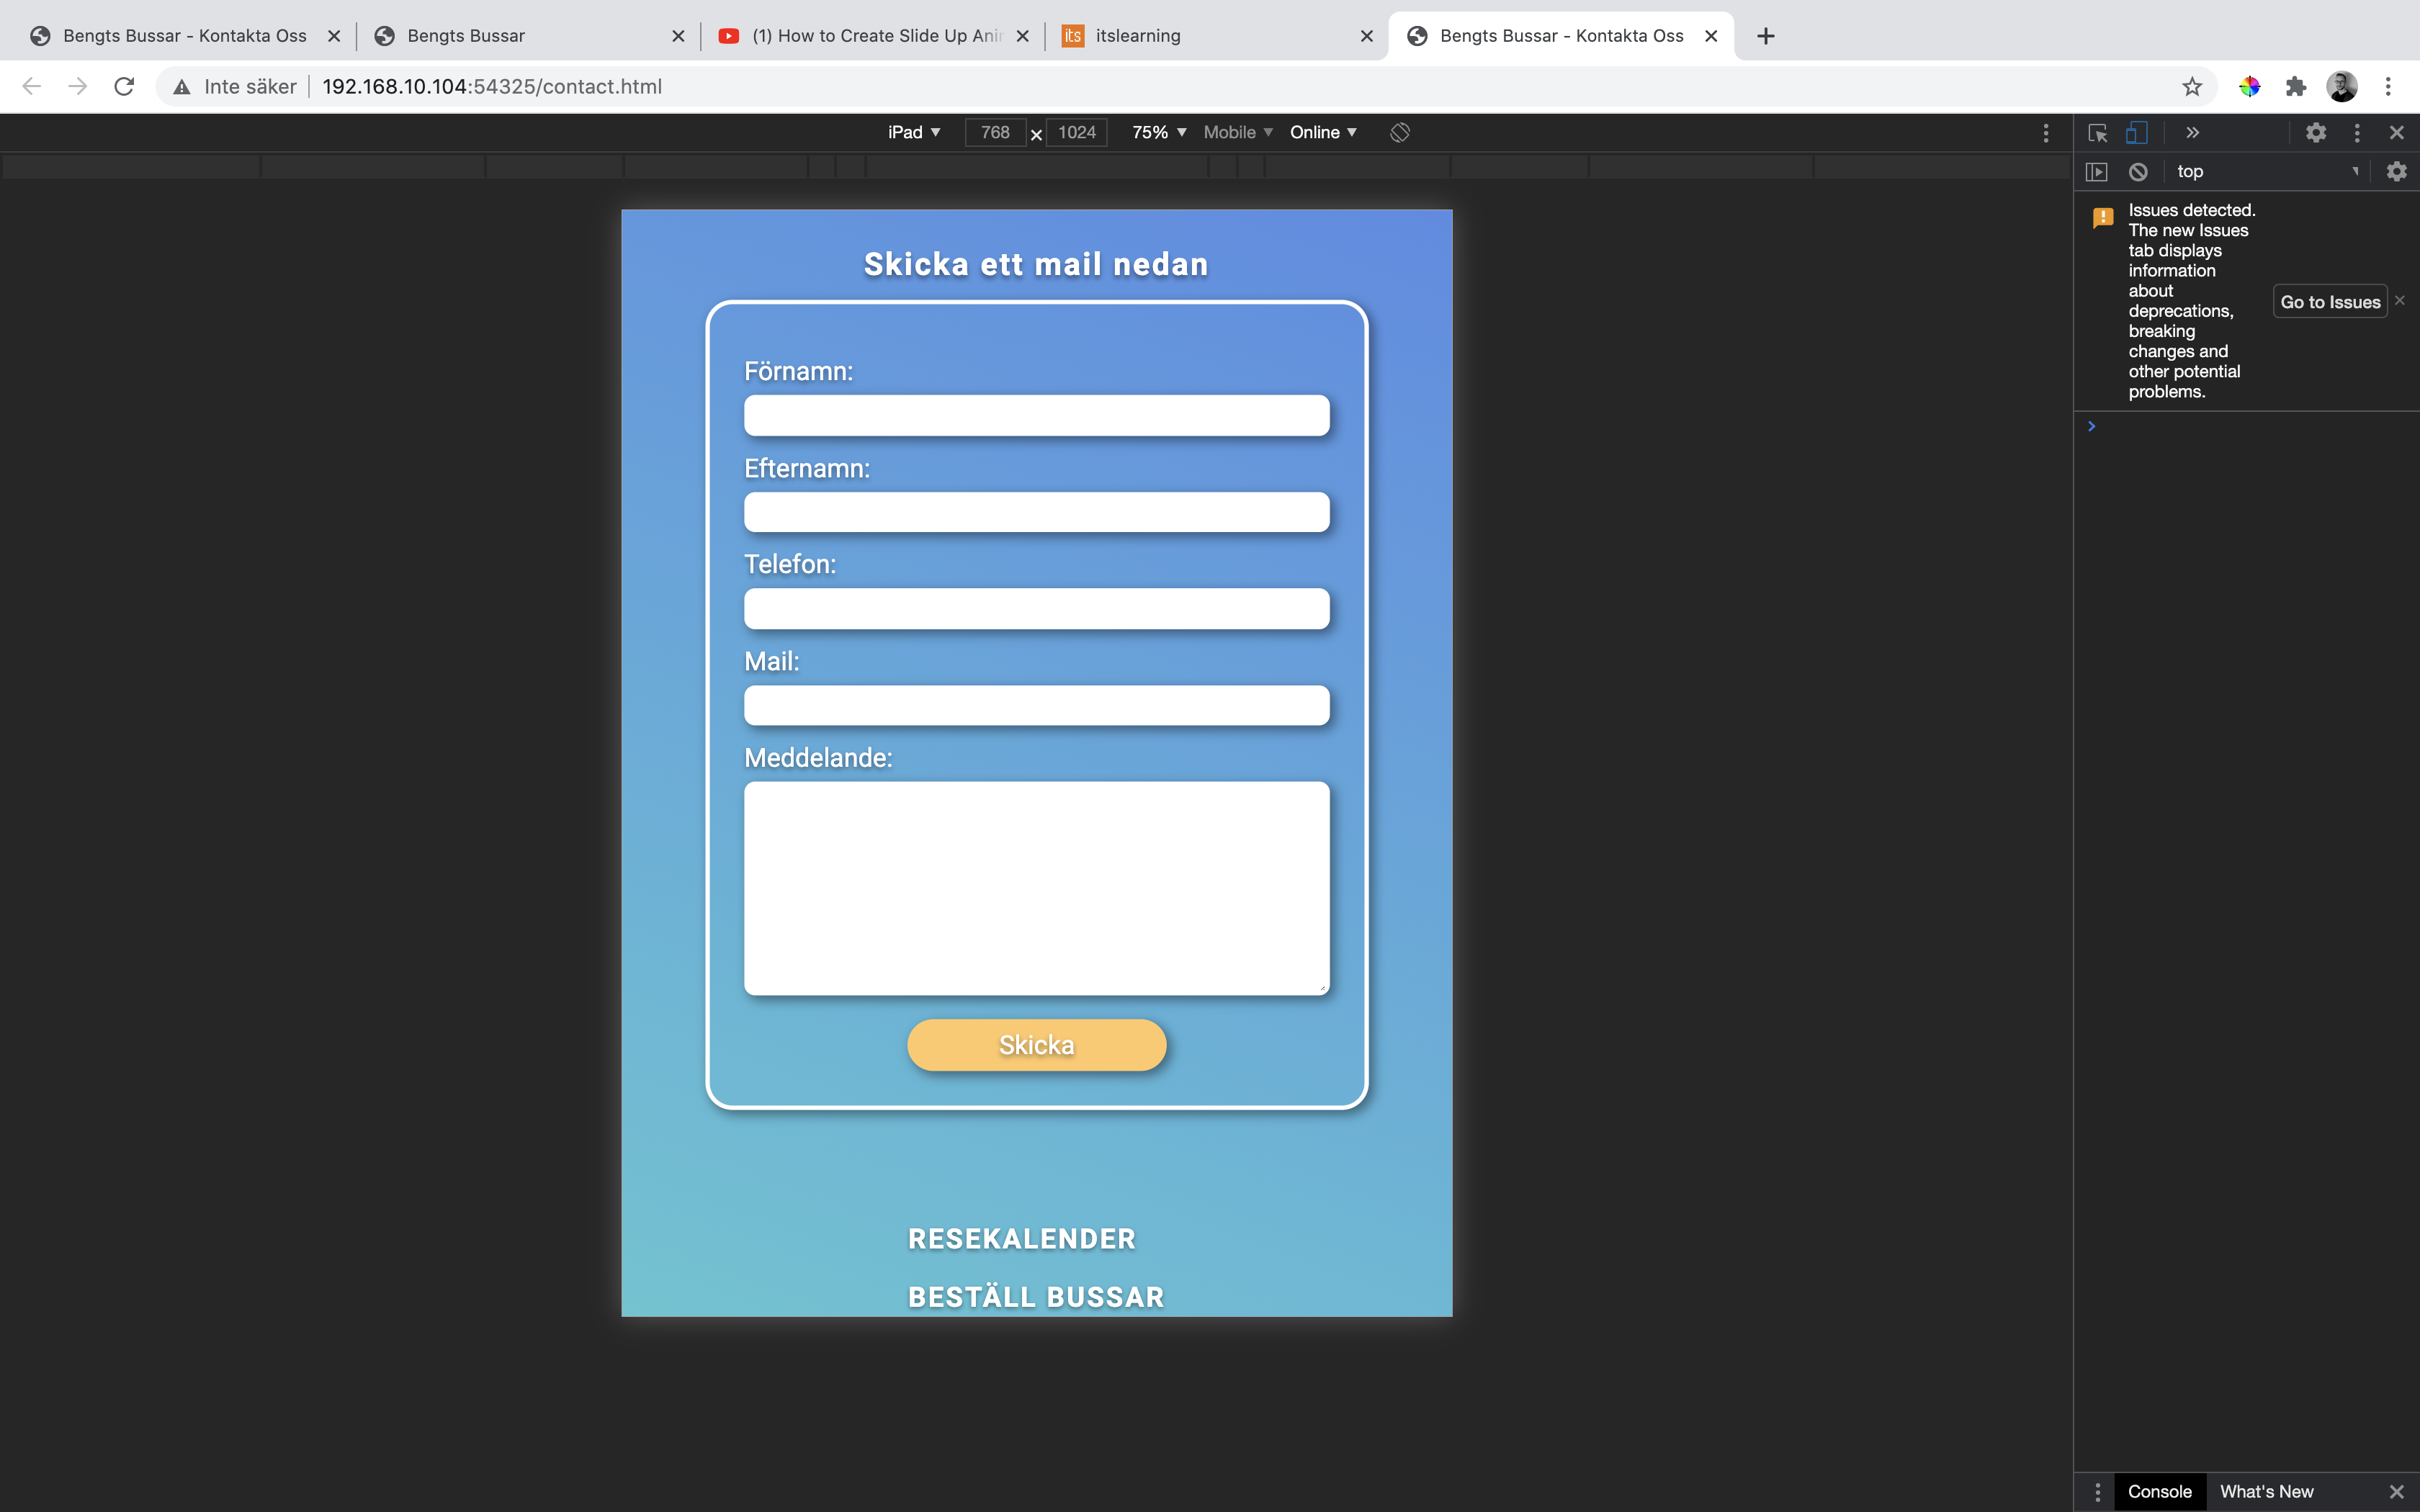 Bengts Bussar - Kontakta Oss
Bengts Bussar
(1) How to Create Slide Up Anir
its
itslearning
Bengts Bussar - Kontakta Oss
Inte säker
192.168.10.104:54325/contact.html
iPad
768
1024
75%
Mobile
Online
top
Issues detected.
The new Issues
tab displays
information
about
deprecations,
breaking
changes and
other potential
problems.
Go to Issues
Skicka ett mail nedan
Förnamn:
Efternamn:
Telefon:
Mail:
Meddelande:
Skicka
RESEKALENDER
BESTÄLL BUSSAR
Console
What's New